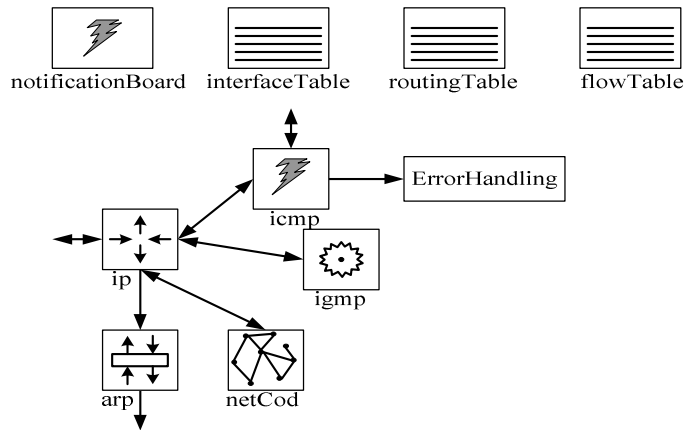 notificationBoard
interfaceTable
routingTable
flowTable
ErrorHandling
icmp
ip
igmp
arp
netCod